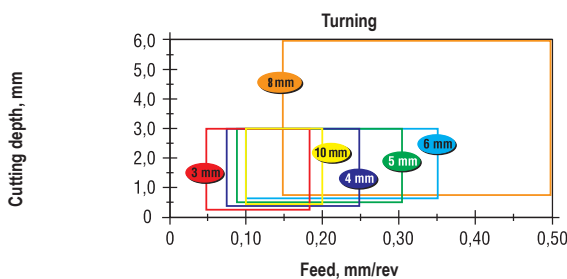 Turning
Cutting depth, mm
6,0
5,0
4,0
3,0
2,0
1,0
0
8 mm
10 mm
6 mm
5 mm
3 mm
4 mm
0 0,10 0,20 0,30 0,40 0,50
Feed, mm/rev